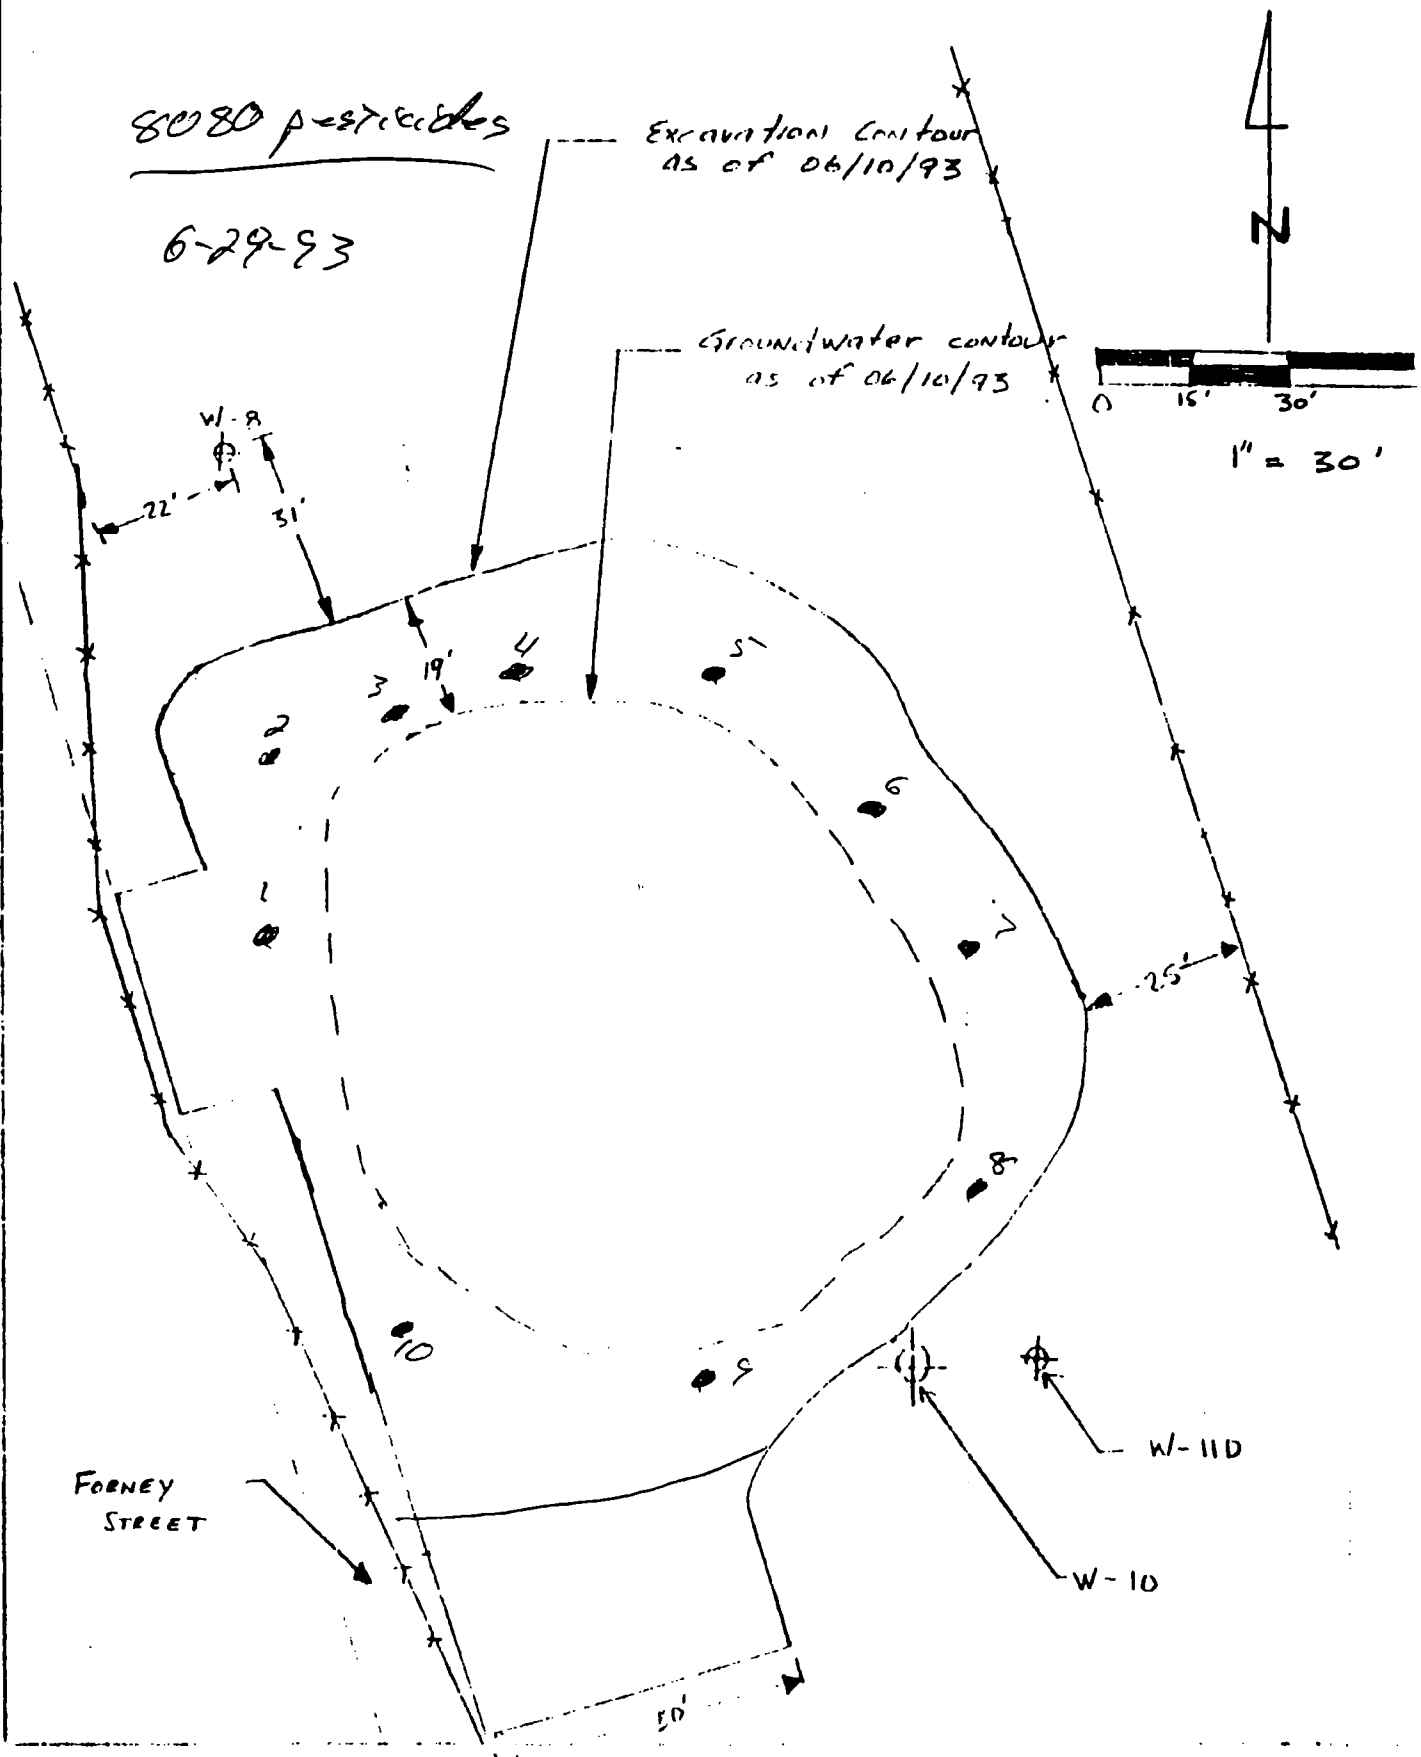 8080 pesticides
6-29-93
Excavation Contour
as of 06/10/93
N
Groundwater contour
as of 06/10/93
0 15' 30'
1" = 30'
W-8
22'
31'
19'
4
5
3
2
6
1
7
25'
8
10
9
W-11D
FORNEY
STREET
W-10
50'